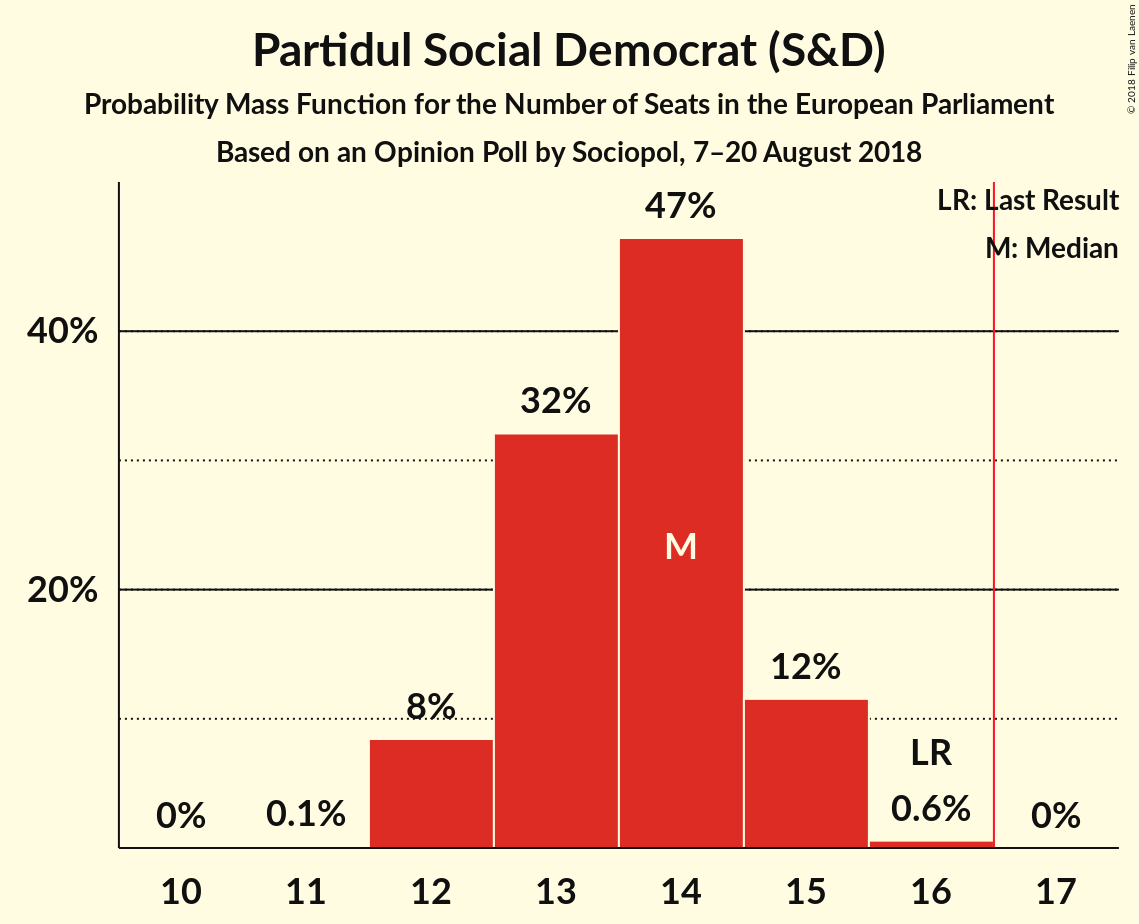 Partidul Social Democrat (S&D)
Probability Mass Function for the Number of Seats in the European Parliament
Based on an Opinion Poll by Sociopol, 7–20 August 2018
© 2018 Filip van Laenen
LR: Last Result
M: Median
47%
40%
32%
M
20%
12%
8%
LR
0%
0.1%
0.6%
0%
10 11 12 13 14 15 16 17